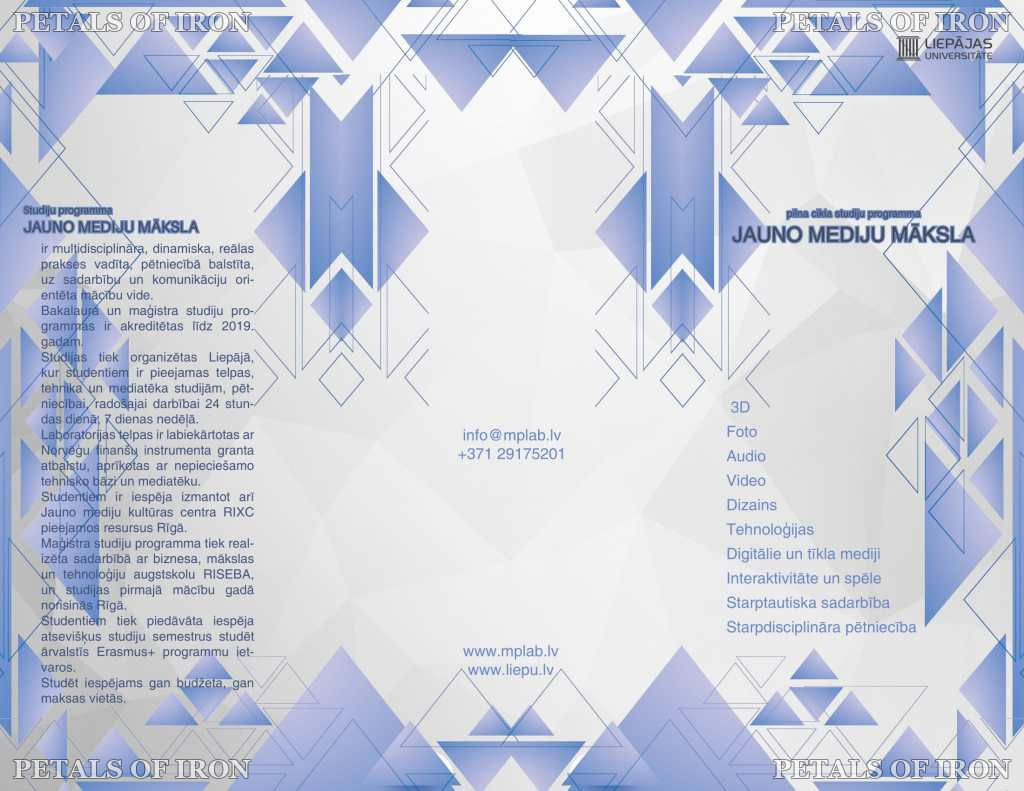 PETALS OF IRON
PETALS OF IRON
LIEPĀJAS
UNIVERSITĀTE
Studiju programma
JAUNO MEDIJU MĀKSLA
ir multidisciplināra, dinamiska, reālas
prakses vadīta, pētniecībā balstīta,
uz sadarbību un komunikāciju ori-
entēta mācību vide.
Bakalaura un maģistra studiju pro-
grammas ir akreditētas līdz 2019.
gadam.
Studijas tiek organizētas Liepājā,
kur studentiem ir pieejamas telpas,
tehnika un mediatēka studijām, pēt-
niecībai, radošajai darbībai 24 stun-
das dienā, 7 dienas nedēļā.
Laboratorijas telpas ir labiekārtotas ar
Norvēģu finanšu instrumenta granta
atbalstu, aprīkotas ar nepieciešamo
tehnisko bāzi un mediatēku.
Studentiem ir iespēja izmantot arī
Jauno mediju kultūras centra RIXC
pieejamos resursus Rīgā.
Maģistra studiju programma tiek real-
izēta sadarbībā ar biznesa, mākslas
un tehnoloģiju augstskolu RISEBA,
un studijas pirmajā mācību gadā
norisinās Rīgā.
Studentiem tiek piedāvāta iespēja
atsevišķus studiju semestrus studēt
ārvalstīs Erasmus+ programmu iet-
varos.
Studēt iespējams gan budžeta, gan
maksas vietās.
info@mplab.lv
+371 29175201
www.mplab.lv
www.liepu.lv
pilna cikla studiju programma
JAUNO MEDIJU MĀKSLA
3D
Foto
Audio
Video
Dizains
Tehnoloģijas
Digitālie un tīkla mediji
Interaktivitāte un spēle
Starptautiska sadarbība
Starpdisciplināra pētniecība
PETALS OF IRON
PETALS OF IRON